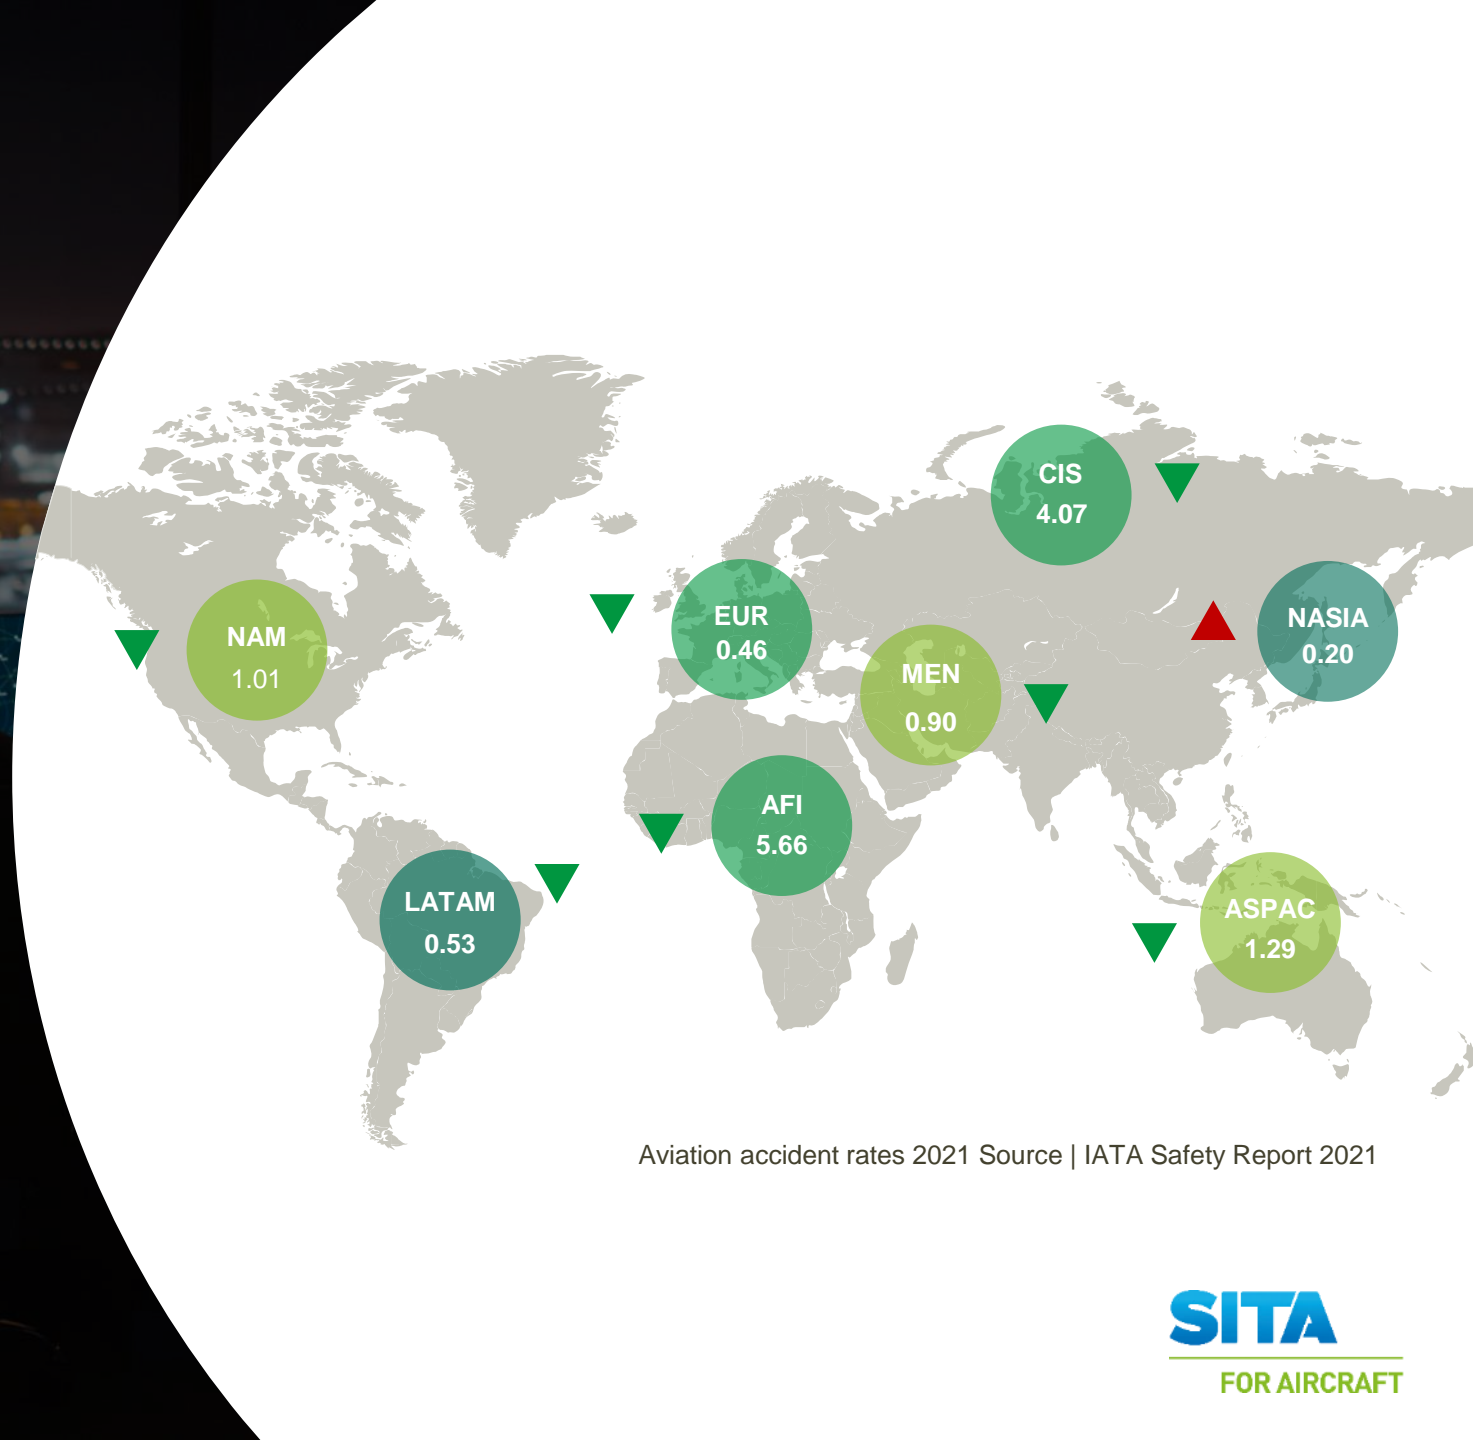 CIS
4.07
EUR
0.46
NASIA
0.20
NAM
1.01
MEN
0.90
AFI
5.66
LATAM
0.53
ASPAC
1.29
Aviation accident rates 2021 Source | IATA Safety Report 2021
SITA
FOR AIRCRAFT